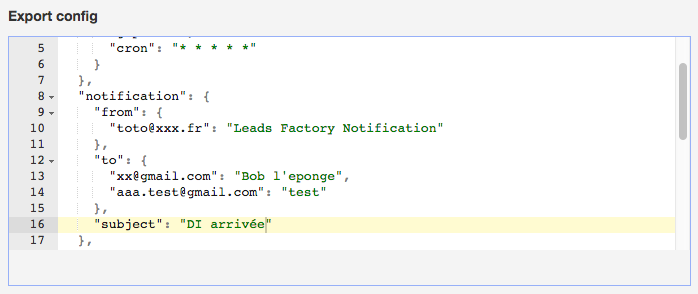 Export config
5 "cron": "* * * * *"
6 }
7 },
8 "notification": {
9 "from": {
10 "toto@xxx.fr": "Leads Factory Notification"
11 },
12 "to": {
13 "xx@gmail.com": "Bob l'eponge",
14 "aaa.test@gmail.com": "test"
15 },
16 "subject": "DI arrivée"
17 },